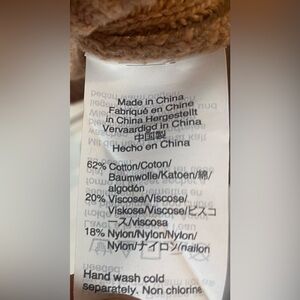 Made in China
Fabriqué en Chine
in China Hergestellt
Vervaardigd in China
中国製
Hecho en China
62% Cotton/Coton/
Baumwolle/Katoen/綿/
algodón
20% Viscose/Viscose/
Viskose/Viscose/ビスコ
ース/viscosa
18% Nylon/Nylon/Nylon/
Nylon/ナイロン/nailon
Hand wash cold
separately. Non chlorine